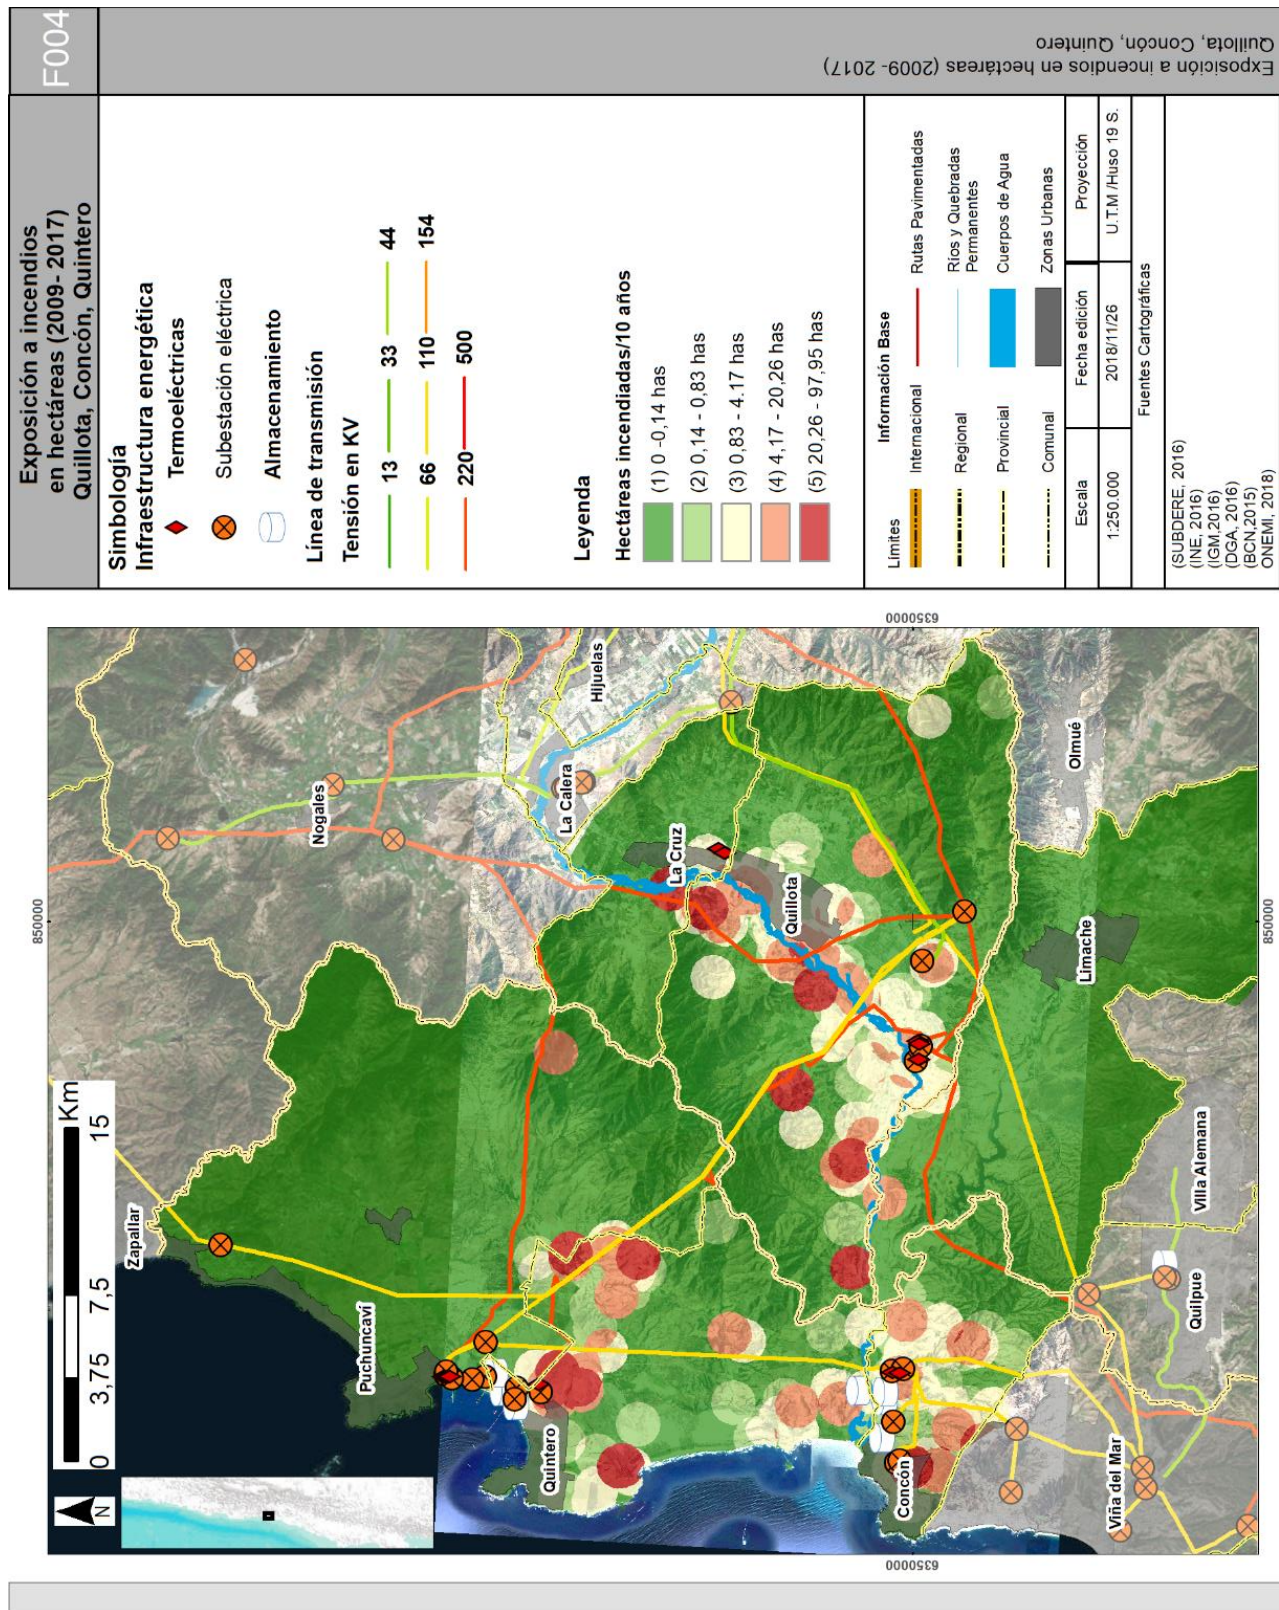 Exposición a incendios
en hectáreas (2009- 2017)
Quillota, Concón, Quintero
F004
Simbología
Infraestructura energética
Termoeléctricas
Subestación eléctrica
Almacenamiento
Línea de transmisión
Tensión en KV
13
33
44
66
110
154
220
500
Leyenda
Hectáreas incendiadas/10 años
(1) 0 -0,14 has
(2) 0,14 - 0,83 has
(3) 0,83 - 4.17 has
(4) 4,17 - 20,26 has
(5) 20,26 - 97,95 has
Información Base
Límites
Internacional
Regional
Provincial
Comunal
Rutas Pavimentadas
Ríos y Quebradas
Permanentes
Cuerpos de Agua
Zonas Urbanas
Escala
Fecha edición
Proyección
1:250.000
2018/11/26
U.T.M /Huso 19 S.
Fuentes Cartográficas
(SUBDERE, 2016)
(INE, 2016)
(IGM,2016)
(DGA, 2016)
(BCN,2015)
ONEMI, 2018)
Exposición a incendios en hectáreas (2009- 2017)
Quillota, Concón, Quintero
N
0
3,75
7,5
15
Km
850000
850000
6350000
6350000
Zapallar
Puchuncaví
Nogales
Hijuelas
La Calera
La Cruz
Quillota
Quintero
Concón
Olmué
Limache
Villa Alemana
Quilpue
Viña del Mar